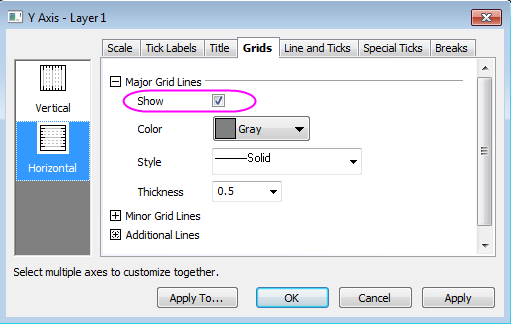 Y Axis - Layer1
Scale Tick Labels Title Grids Line and Ticks Special Ticks Breaks
Vertical
Horizontal
Major Grid Lines
Show
Color Gray
Style Solid
Thickness 0.5
Minor Grid Lines
Additional Lines
Select multiple axes to customize together.
Apply To... OK Cancel Apply